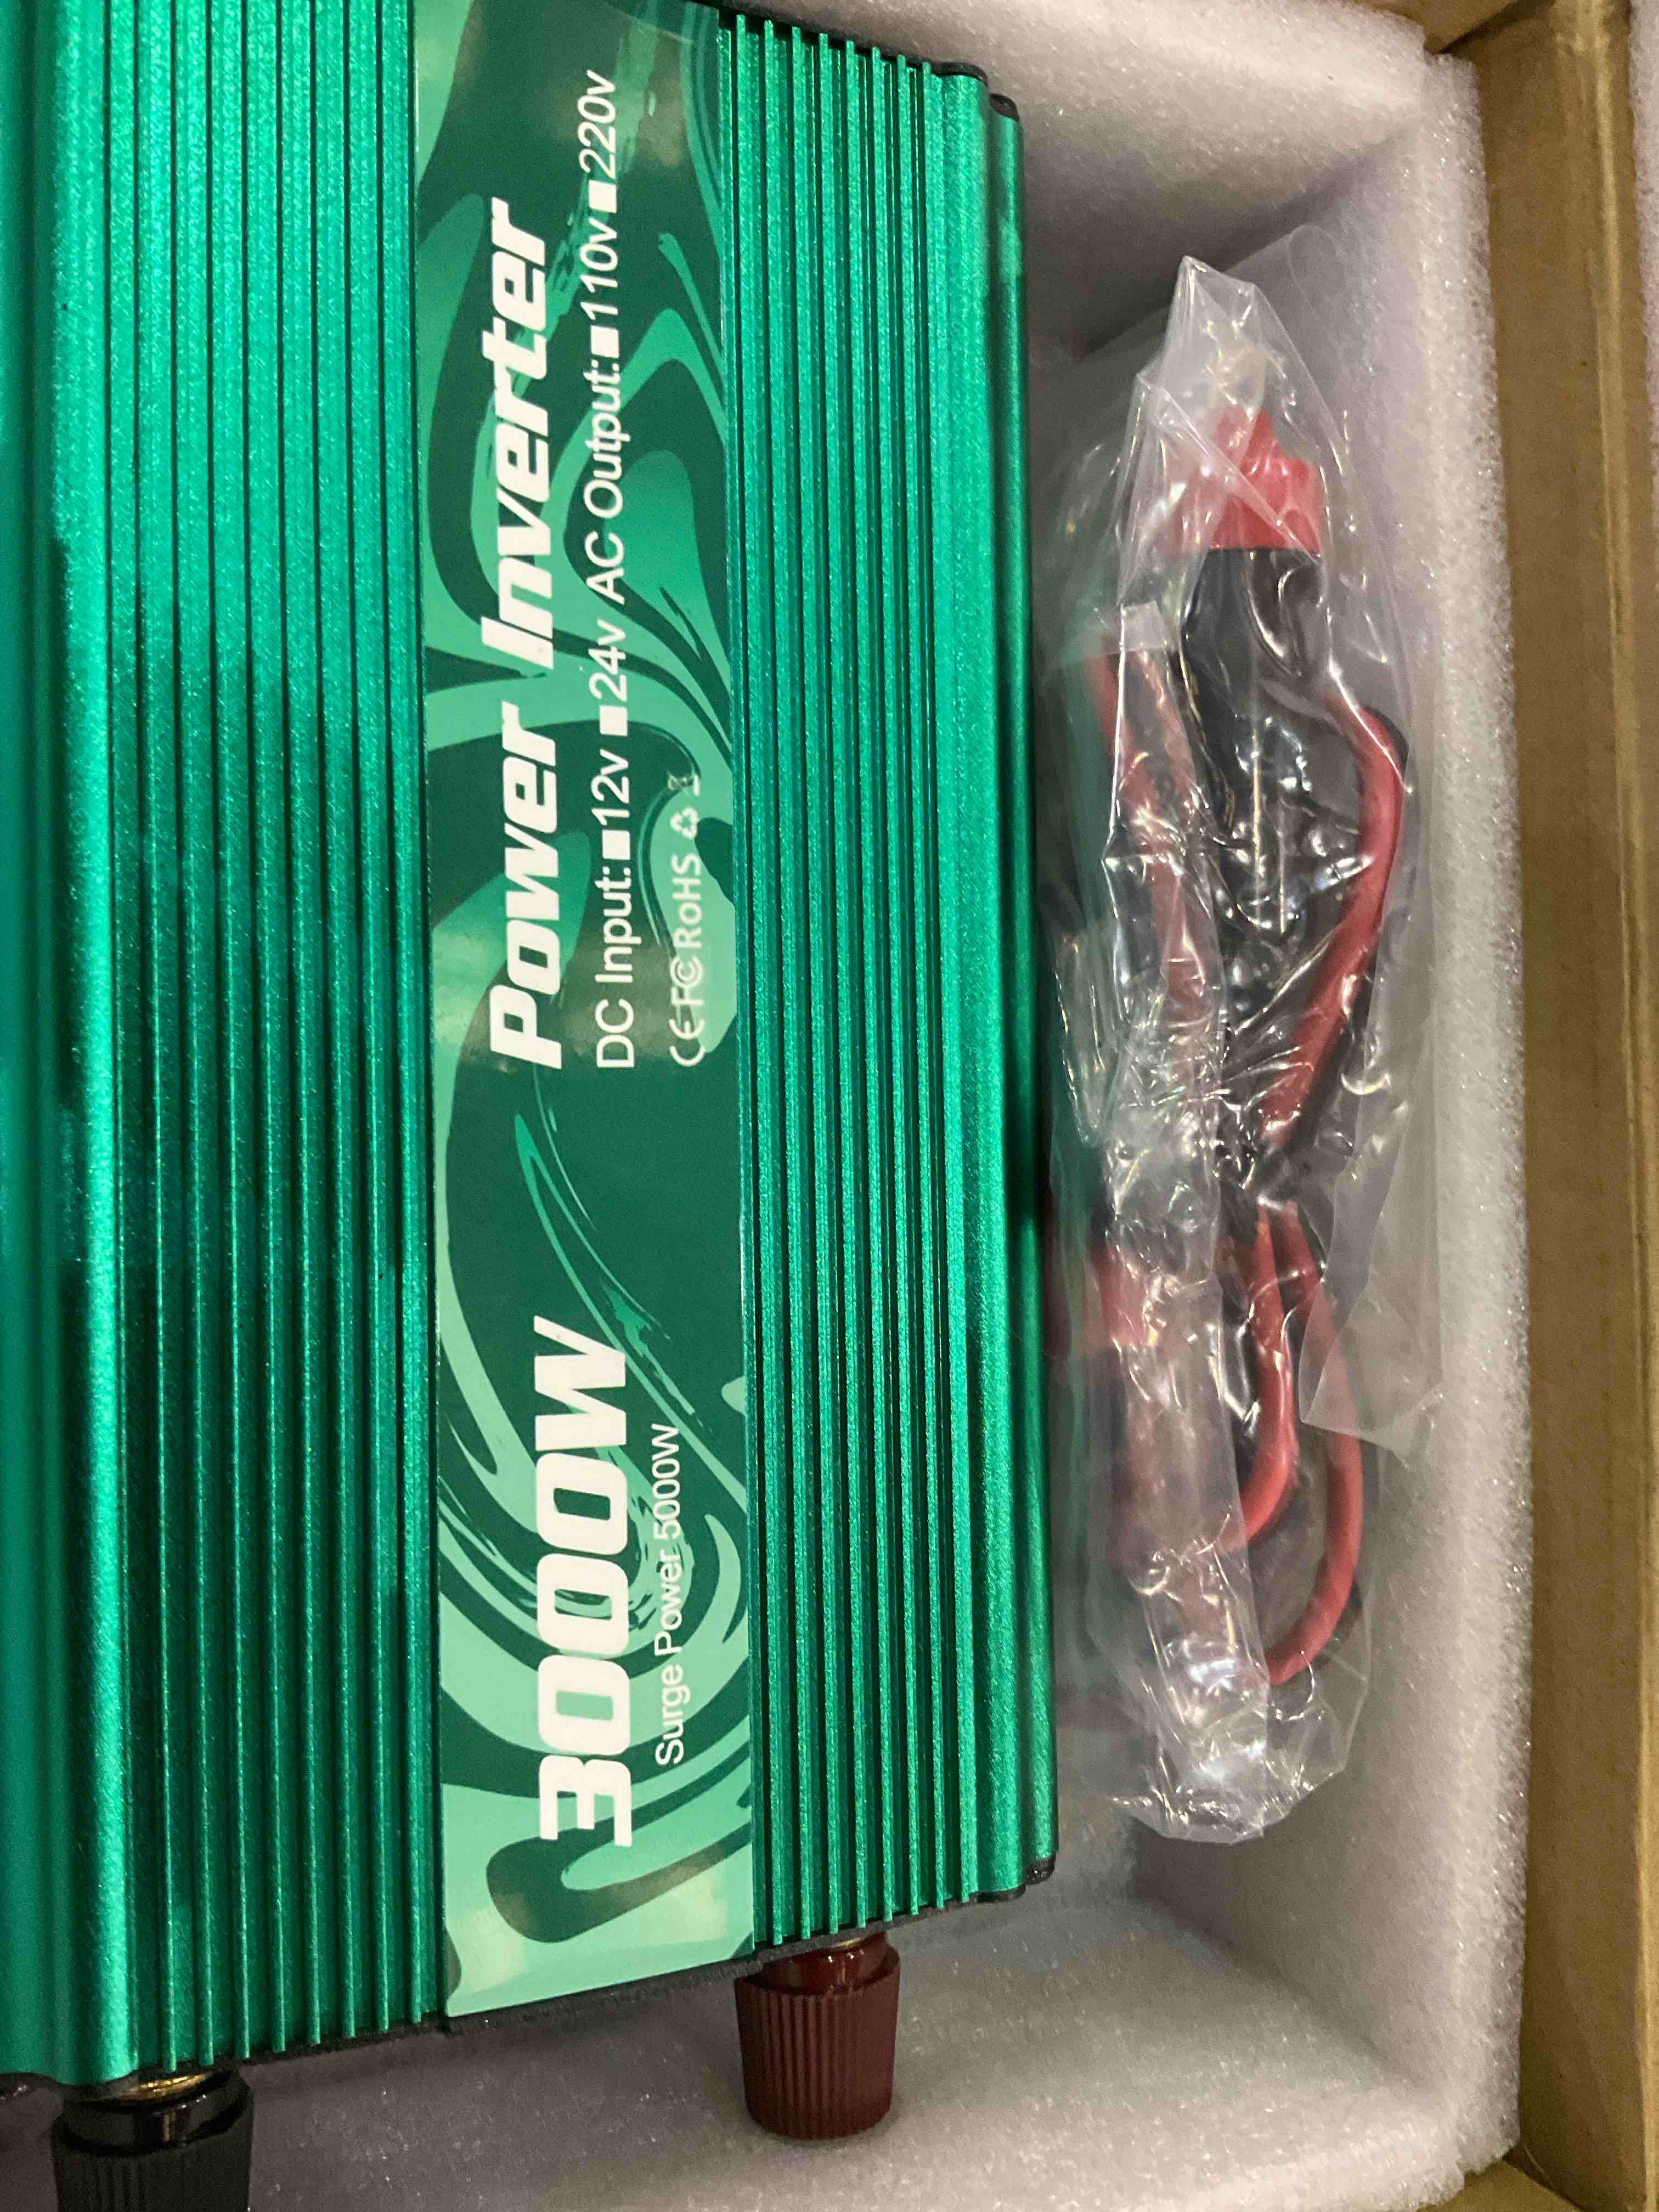 3000W
Surge Power 5000W
Power Inverter
DC Input:■12v ■24v AC Output:■110v ■220v
CE FC RoHS